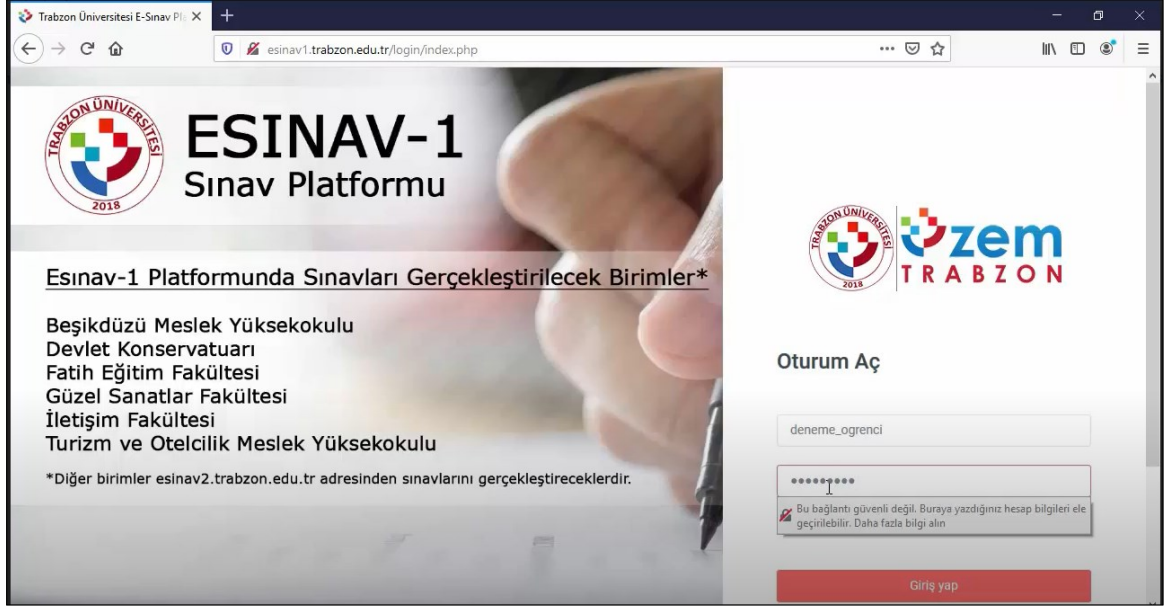 Trabzon Üniversitesi E-Sınav Pla
esinav1.trabzon.edu.tr/login/index.php
TRABZON ÜNİVERSİTESİ
2018
ESINAV-1
Sınav Platformu
Esınav-1 Platformunda Sınavları Gerçekleştirilecek Birimler*
Beşikdüzü Meslek Yüksekokulu
Devlet Konservatuarı
Fatih Eğitim Fakültesi
Güzel Sanatlar Fakültesi
İletişim Fakültesi
Turizm ve Otelcilik Meslek Yüksekokulu
*Diğer birimler esinav2.trabzon.edu.tr adresinden sınavlarını gerçekleştireceklerdir.
TRABZON ÜNİVERSİTESİ
2018
üzem
TRABZON
Oturum Aç
deneme_ogrenci
Bu bağlantı güvenli değil. Buraya yazdığınız hesap bilgileri ele
geçirilebilir. Daha fazla bilgi alın
Giriş yap